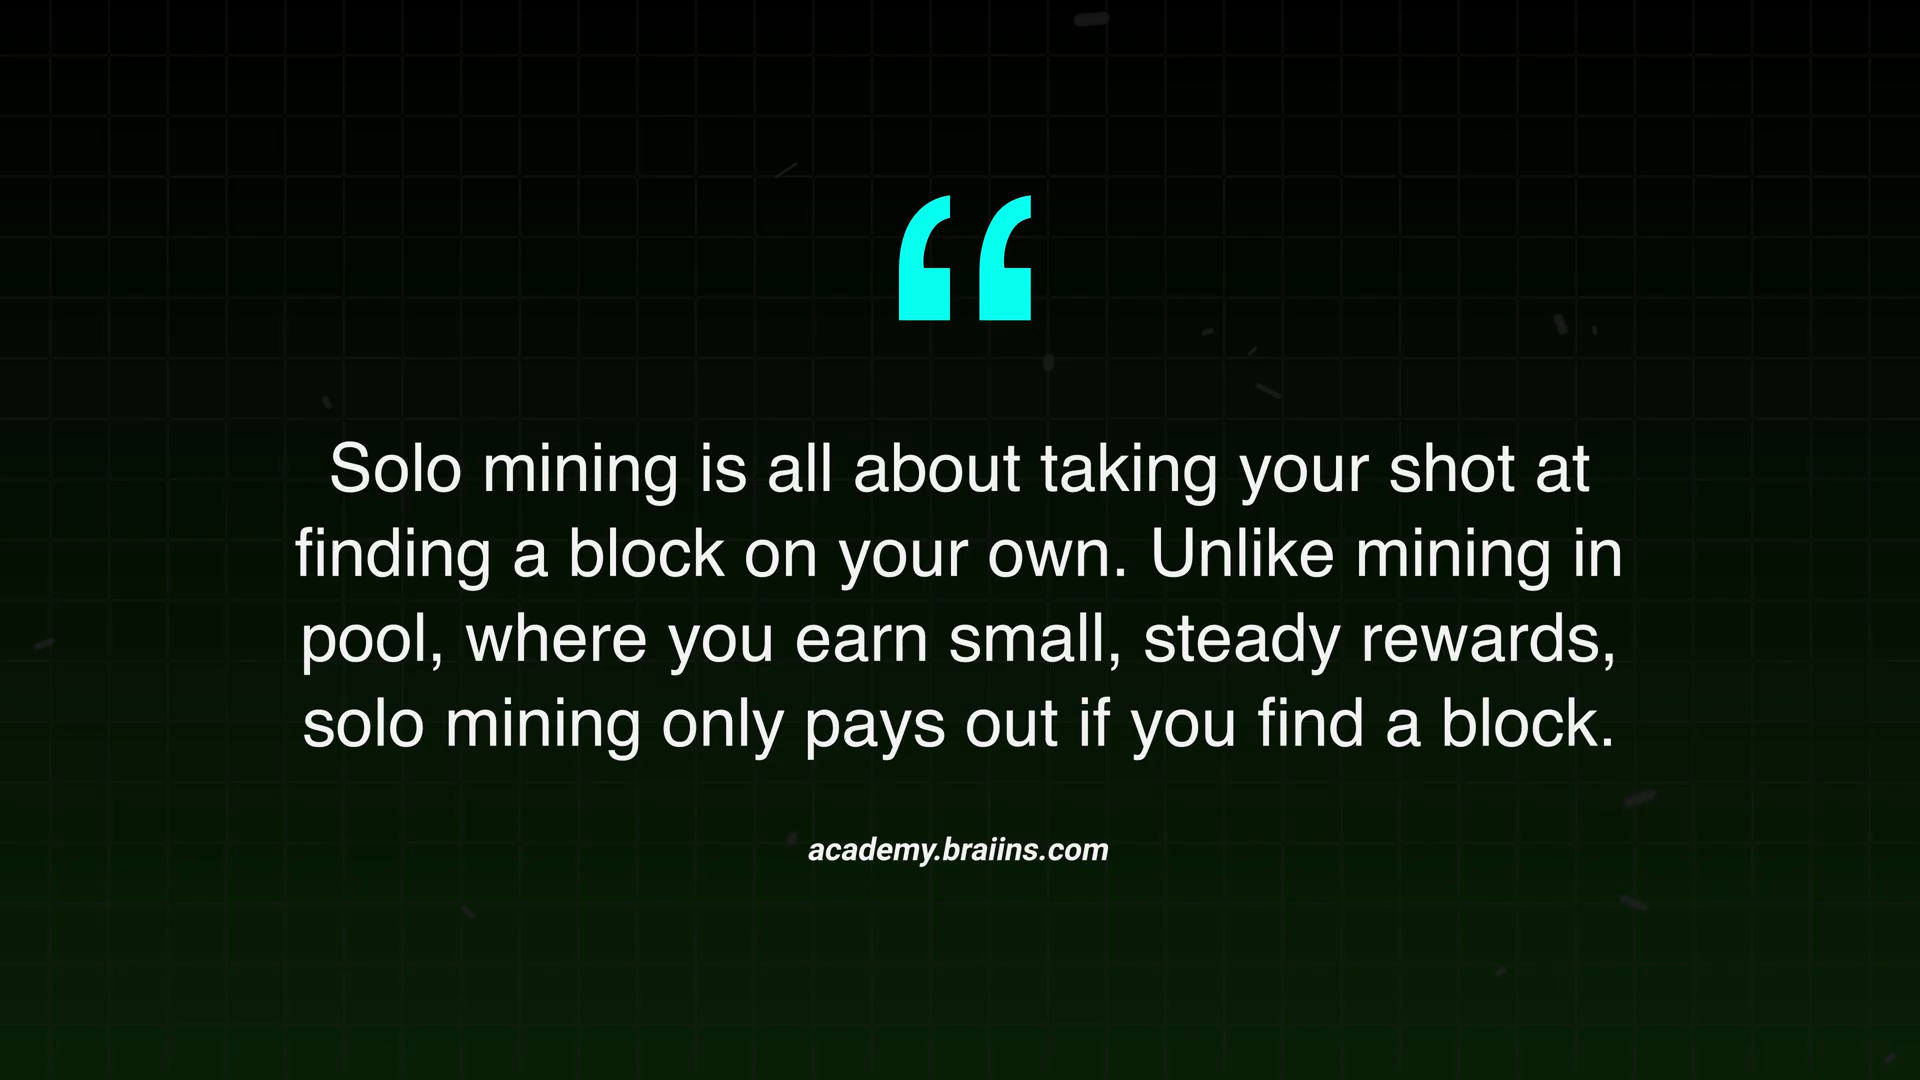 “
Solo mining is all about taking your shot at
finding a block on your own. Unlike mining in
pool, where you earn small, steady rewards,
solo mining only pays out if you find a block.
academy.braiins.com